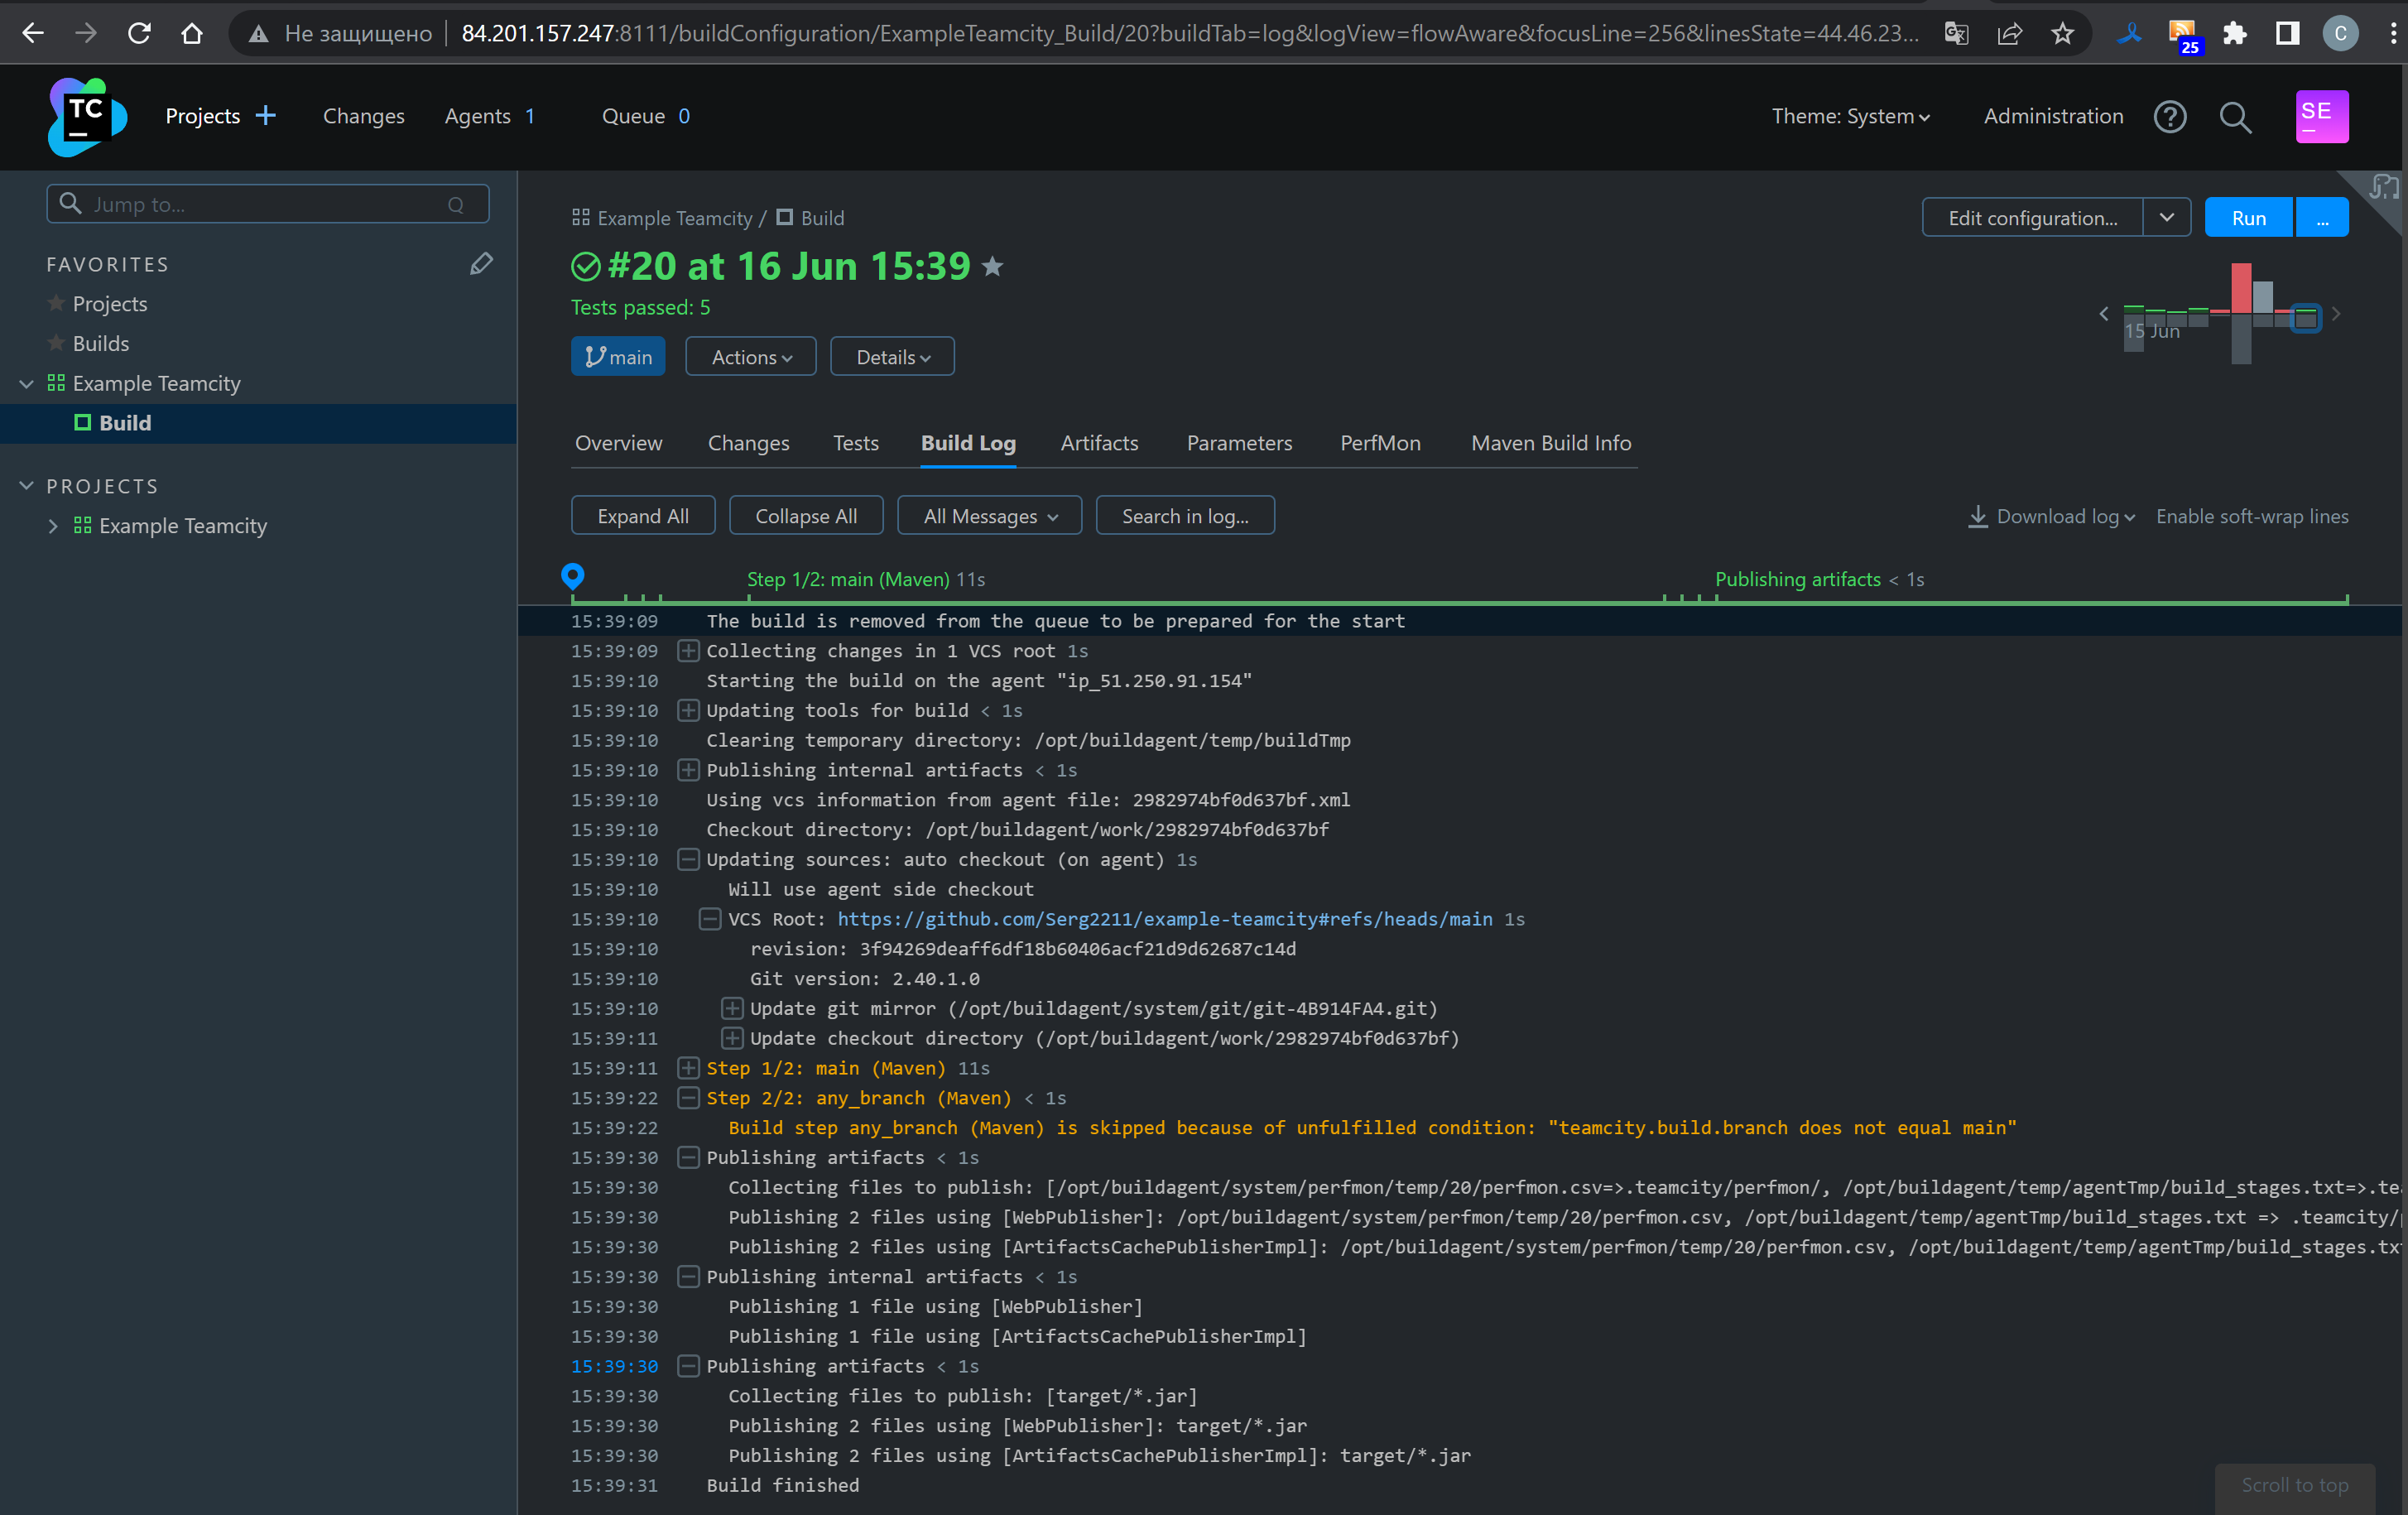 Не защищено 84.201.157.247:8111/buildConfiguration/ExampleTeamcity_Build/20?buildTab=log&logView=flowAware&focusLine=256&linesState=44.46.23...
25
C
TC
Projects
Changes
Agents 1
Queue 0
Theme: System
Administration
SE
Jump to...
Q
FAVORITES
Projects
Builds
Example Teamcity
Build
PROJECTS
Example Teamcity
Example Teamcity / Build
Edit configuration...
Run
...
#20 at 16 Jun 15:39
Tests passed: 5
15 Jun
main
Actions
Details
Overview
Changes
Tests
Build Log
Artifacts
Parameters
PerfMon
Maven Build Info
Expand All
Collapse All
All Messages
Search in log...
Download log
Enable soft-wrap lines
Step 1/2: main (Maven) 11s
Publishing artifacts < 1s
15:39:09 The build is removed from the queue to be prepared for the start
15:39:09 Collecting changes in 1 VCS root 1s
15:39:10 Starting the build on the agent "ip_51.250.91.154"
15:39:10 Updating tools for build < 1s
15:39:10 Clearing temporary directory: /opt/buildagent/temp/buildTmp
15:39:10 Publishing internal artifacts < 1s
15:39:10 Using vcs information from agent file: 2982974bf0d637bf.xml
15:39:10 Checkout directory: /opt/buildagent/work/2982974bf0d637bf
15:39:10 Updating sources: auto checkout (on agent) 1s
15:39:10 Will use agent side checkout
15:39:10 VCS Root: https://github.com/Serg2211/example-teamcity#refs/heads/main 1s
15:39:10 revision: 3f94269deaff6df18b60406acf21d9d62687c14d
15:39:10 Git version: 2.40.1.0
15:39:10 Update git mirror (/opt/buildagent/system/git/git-4B914FA4.git)
15:39:11 Update checkout directory (/opt/buildagent/work/2982974bf0d637bf)
15:39:11 Step 1/2: main (Maven) 11s
15:39:22 Step 2/2: any_branch (Maven) < 1s
15:39:22 Build step any_branch (Maven) is skipped because of unfulfilled condition: "teamcity.build.branch does not equal main"
15:39:30 Publishing artifacts < 1s
15:39:30 Collecting files to publish: [/opt/buildagent/system/perfmon/temp/20/perfmon.csv=>.teamcity/perfmon/, /opt/buildagent/temp/agentTmp/build_stages.txt=>.tea
15:39:30 Publishing 2 files using [WebPublisher]: /opt/buildagent/system/perfmon/temp/20/perfmon.csv, /opt/buildagent/temp/agentTmp/build_stages.txt => .teamcity/p
15:39:30 Publishing 2 files using [ArtifactsCachePublisherImpl]: /opt/buildagent/system/perfmon/temp/20/perfmon.csv, /opt/buildagent/temp/agentTmp/build_stages.txt
15:39:30 Publishing internal artifacts < 1s
15:39:30 Publishing 1 file using [WebPublisher]
15:39:30 Publishing 1 file using [ArtifactsCachePublisherImpl]
15:39:30 Publishing artifacts < 1s
15:39:30 Collecting files to publish: [target/*.jar]
15:39:30 Publishing 2 files using [WebPublisher]: target/*.jar
15:39:30 Publishing 2 files using [ArtifactsCachePublisherImpl]: target/*.jar
15:39:31 Build finished
Scroll to top